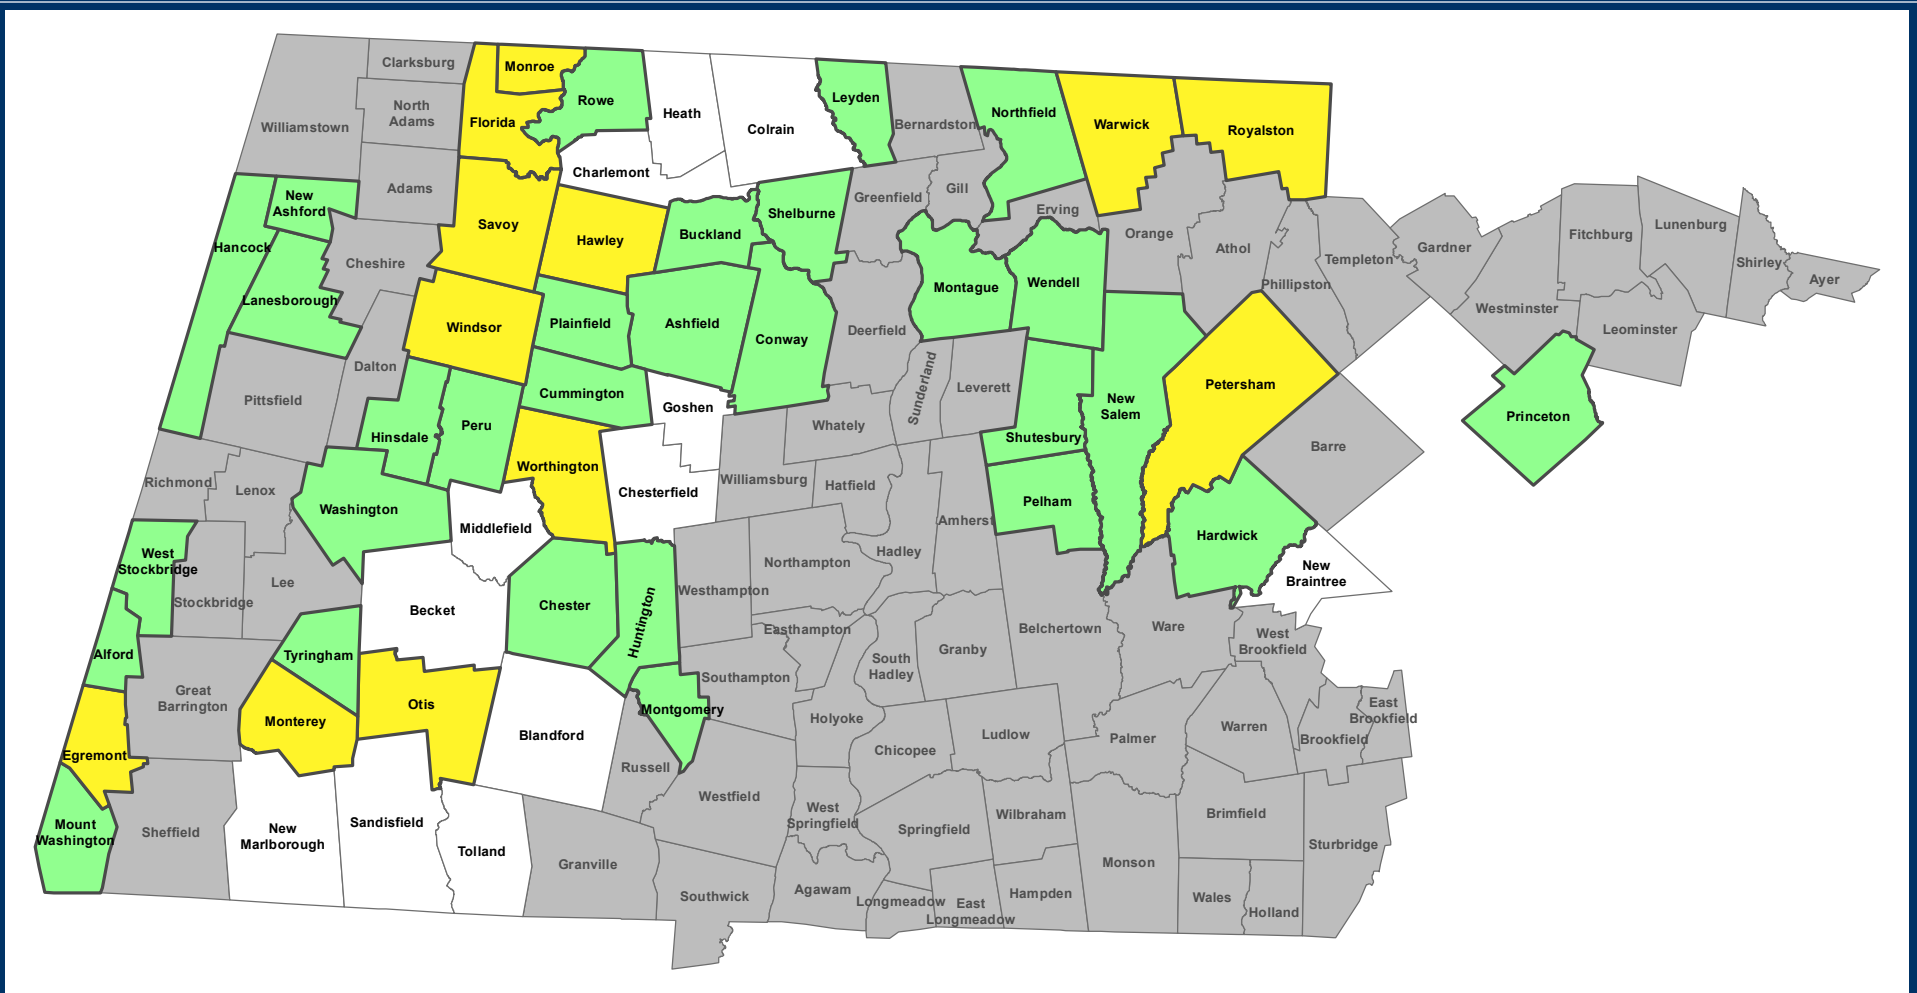 Clarksburg
Monroe
Rowe
Heath
Colrain
Leyden
Bernardston
Northfield
Warwick
Royalston
Williamstown
North
Adams
Florida
Charlemont
Adams
New
Ashford
Savoy
Hawley
Buckland
Shelburne
Greenfield
Gill
Erving
Orange
Athol
Phillipston
Templeton
Gardner
Westminster
Fitchburg
Lunenburg
Shirley
Ayer
Leominster
Hancock
Lanesborough
Cheshire
Windsor
Plainfield
Ashfield
Conway
Deerfield
Montague
Wendell
Petersham
Princeton
Dalton
Pittsfield
Hinsdale
Peru
Cummington
Goshen
Whately
Sunderland
Leverett
Shutesbury
New
Salem
Barre
Richmond
Lenox
Washington
Worthington
Middlefield
Chesterfield
Williamsburg
Hatfield
Amherst
Pelham
Hardwick
New
Braintree
West
Stockbridge
Stockbridge
Lee
Becket
Chester
Huntington
Westhampton
Northampton
Hadley
Easthampton
Belchertown
Ware
West
Brookfield
Alford
Great
Barrington
Tyringham
Monterey
Otis
Blandford
Montgomery
Southampton
South
Hadley
Granby
Holyoke
Chicopee
Ludlow
Palmer
Warren
Brookfield
East
Brookfield
Egremont
Mount
Washington
Sheffield
New
Marlborough
Sandisfield
Tolland
Granville
Russell
Westfield
West
Springfield
Springfield
Wilbraham
Monson
Brimfield
Sturbridge
Southwick
Agawam
Longmeadow
East
Longmeadow
Hampden
Wales
Holland